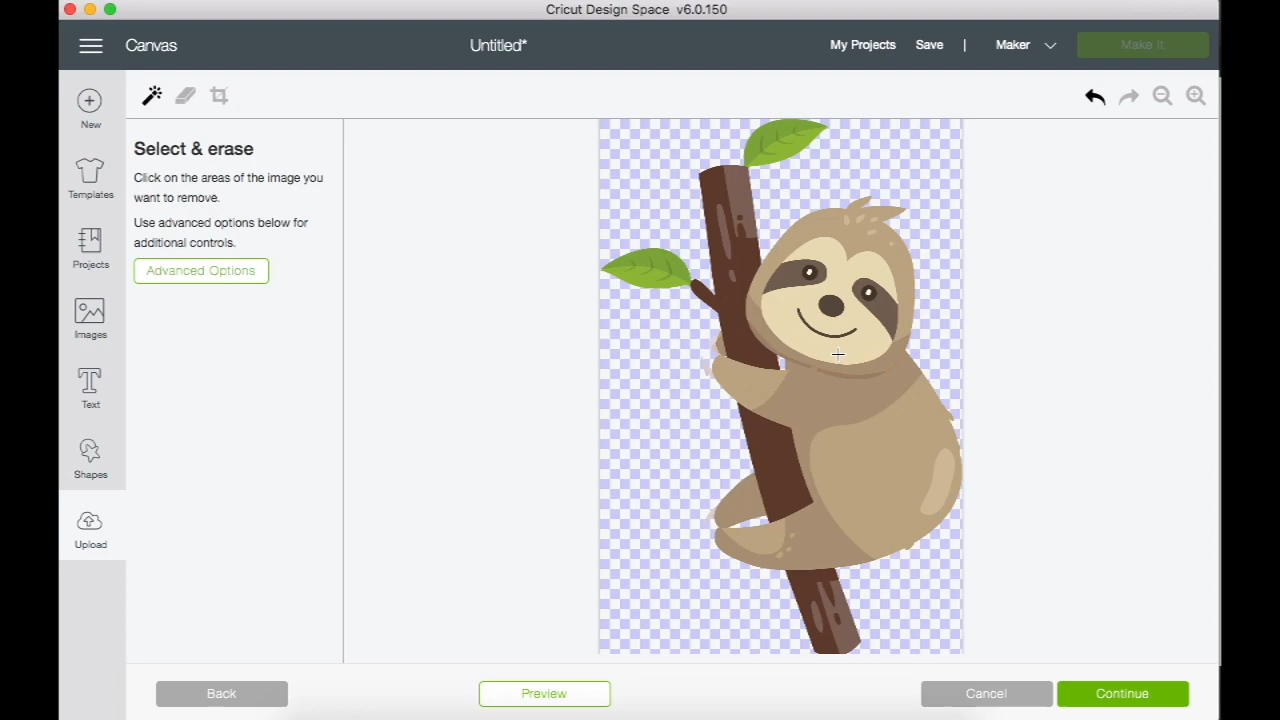 Cricut Design Space v6.0.150
Canvas
Untitled*
My Projects
Save
|
Maker
Make It
New
Templates
Projects
Images
Text
Shapes
Upload
Select & erase
Click on the areas of the image you
want to remove.
Use advanced options below for
additional controls.
Advanced Options
Back
Preview
Cancel
Continue